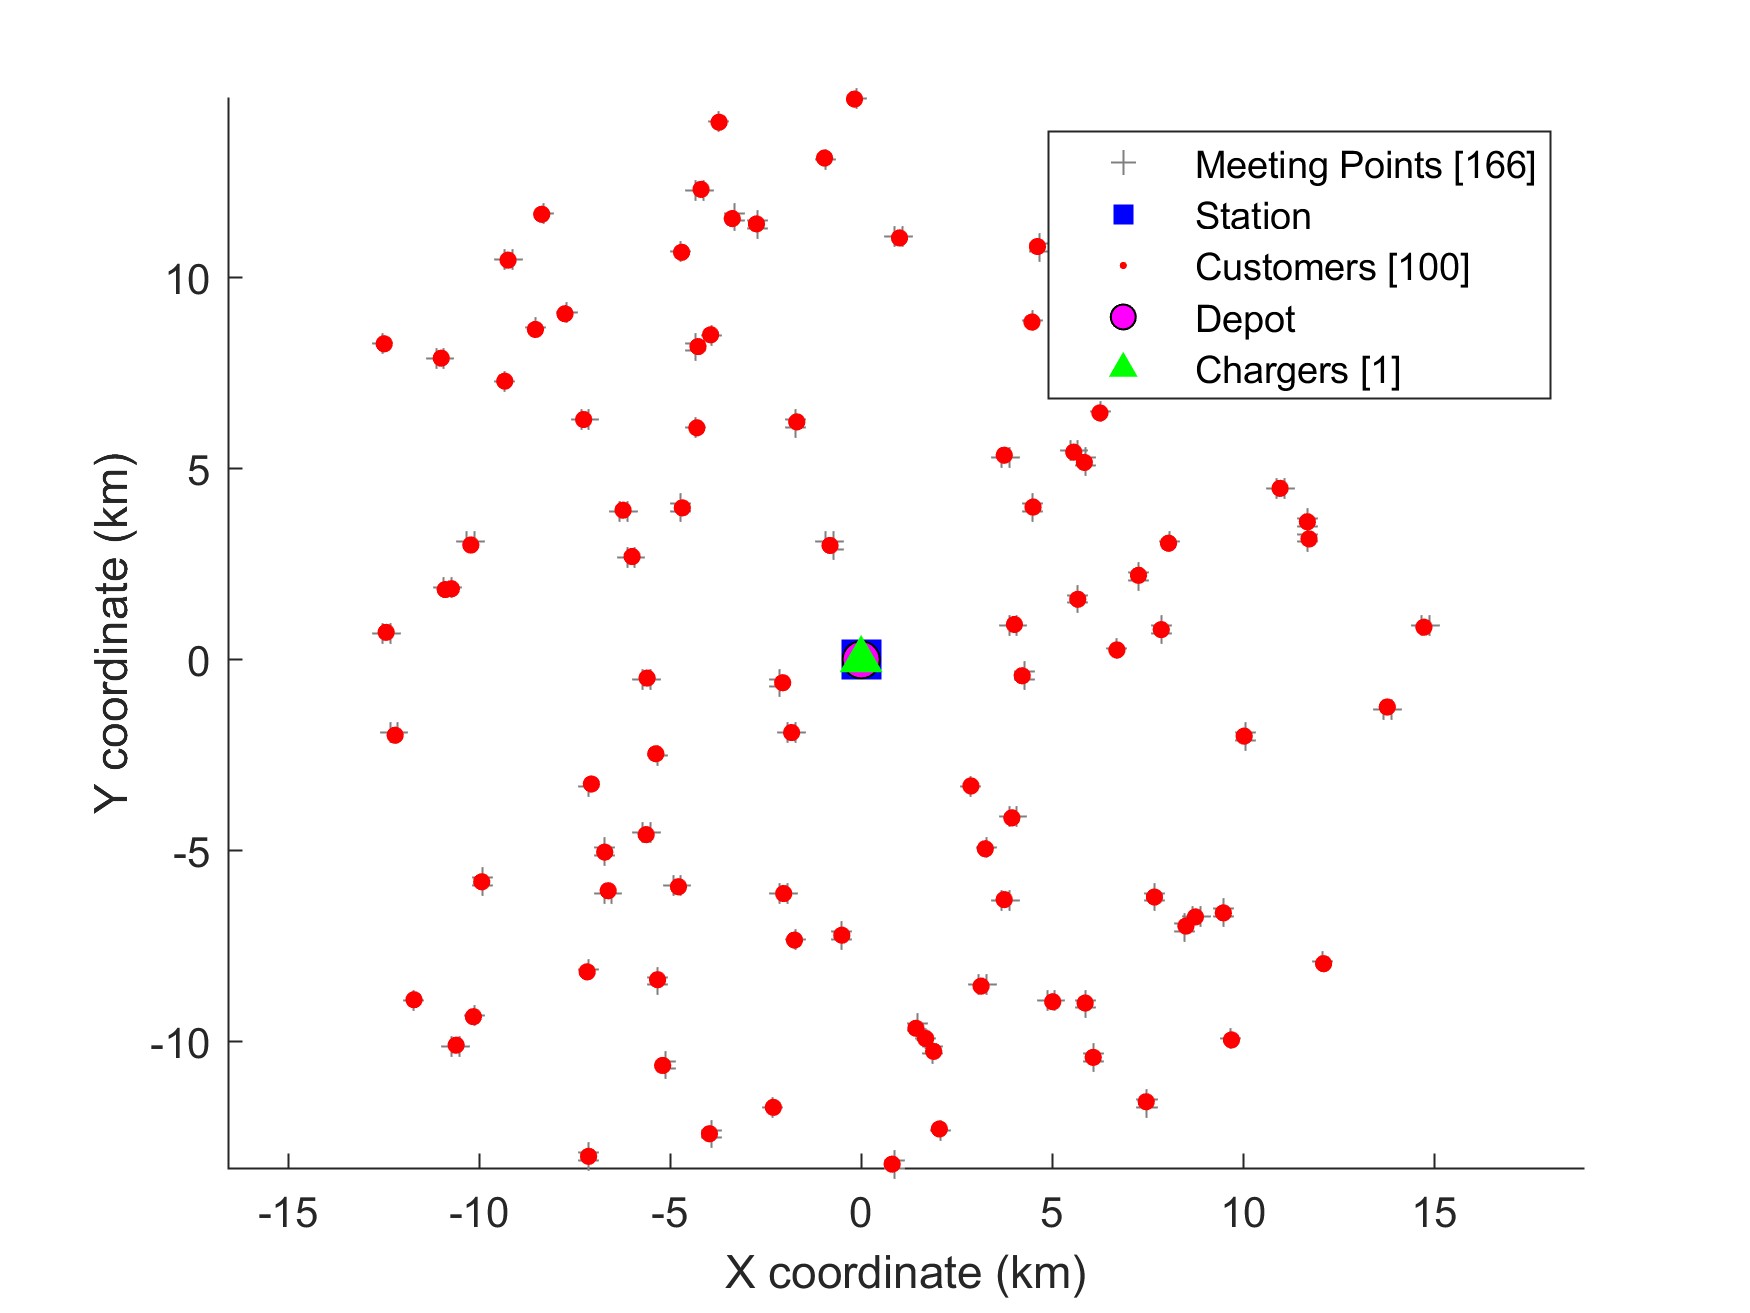 Meeting Points [166]
Station
Customers [100]
Depot
Chargers [1]
10
5
0
-5
-10
Y coordinate (km)
-15 -10 -5 0 5 10 15
X coordinate (km)